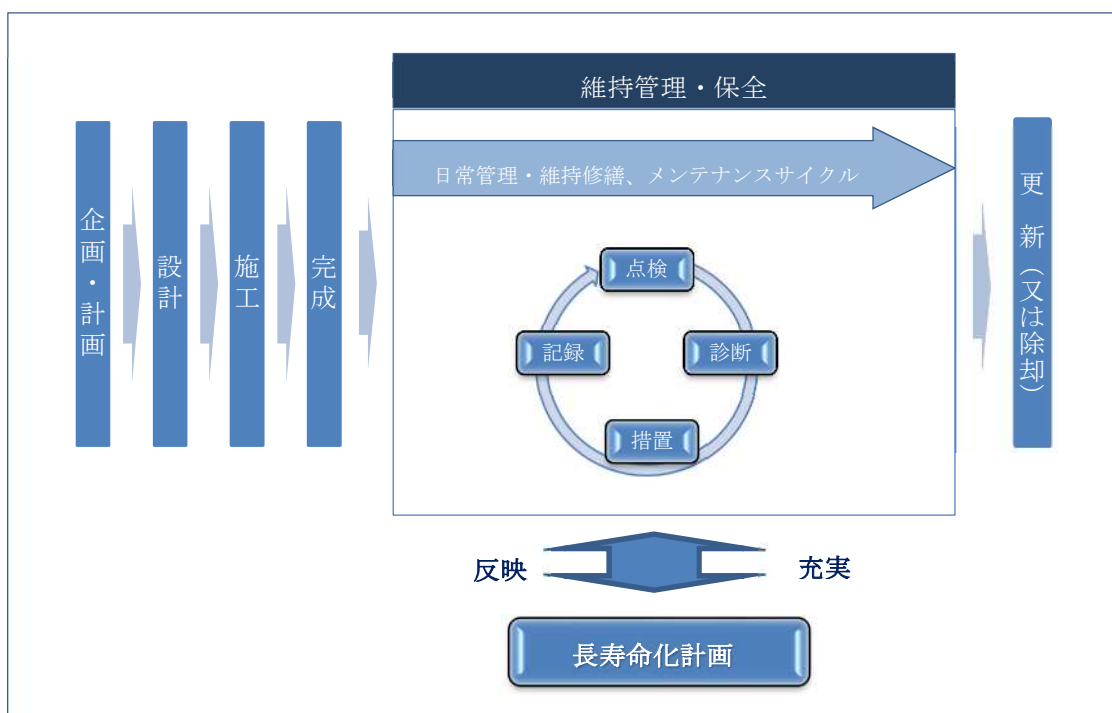 維持管理・保全
日常管理・維持修繕、メンテナンスサイクル
企画・計画
設計
施工
完成
点検
診断
措置
記録
更 新(又は除却)
反映
充実
長寿命化計画